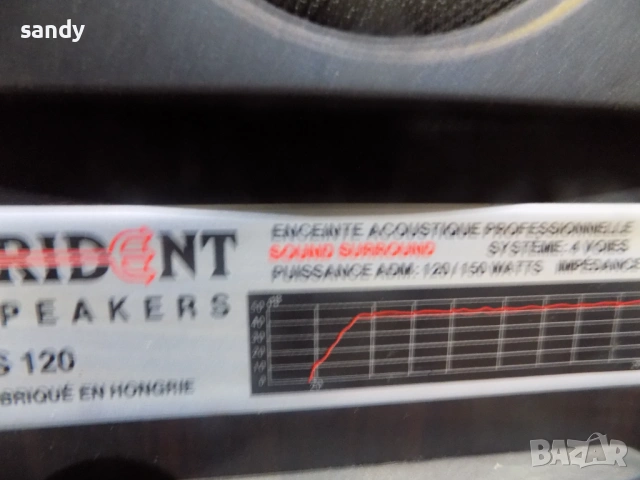 sandy
RIDENT
PEAKERS
S 120
BRIQUÉ EN HONGRIE
ENCEINTE ACOUSTIQUE PROFESSIONNELLE
SOUND SURROUND SYSTEME: 4 VOIES
PUISSANCE ADM: 120/150 WATTS IMPEDANCE
BAZAR